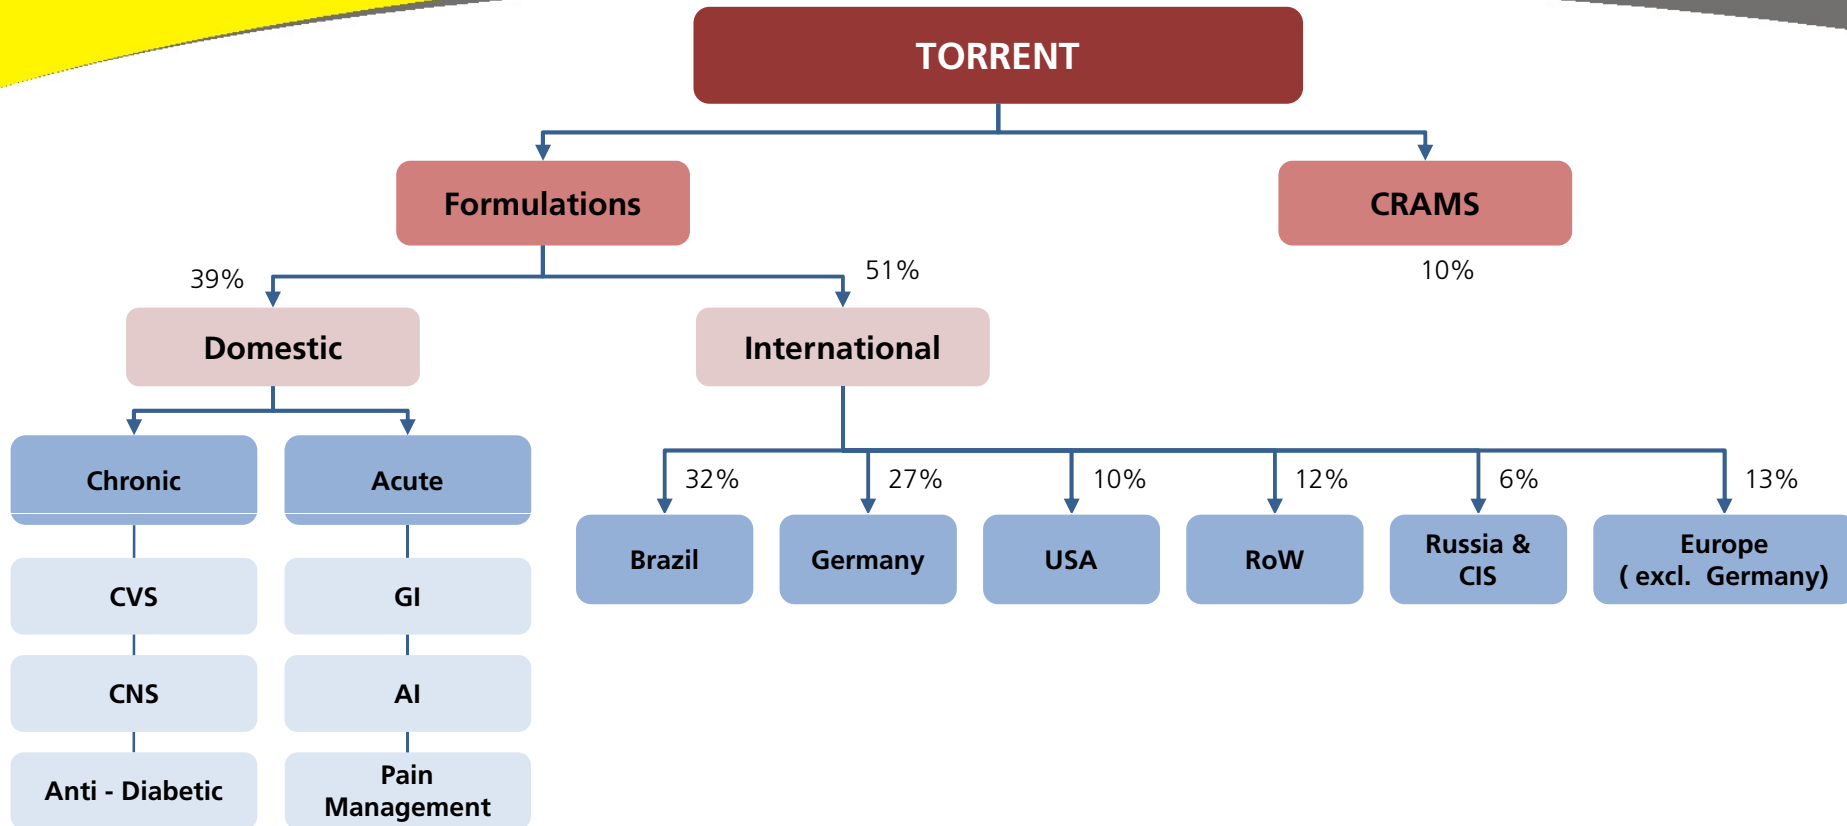 TORRENT
Formulations
CRAMS
39%
51%
10%
Domestic
International
Chronic
Acute
32%
27%
10%
12%
6%
13%
Brazil
Germany
USA
RoW
Russia &
CIS
Europe
( excl. Germany)
CVS
GI
CNS
AI
Anti - Diabetic
Pain
Management